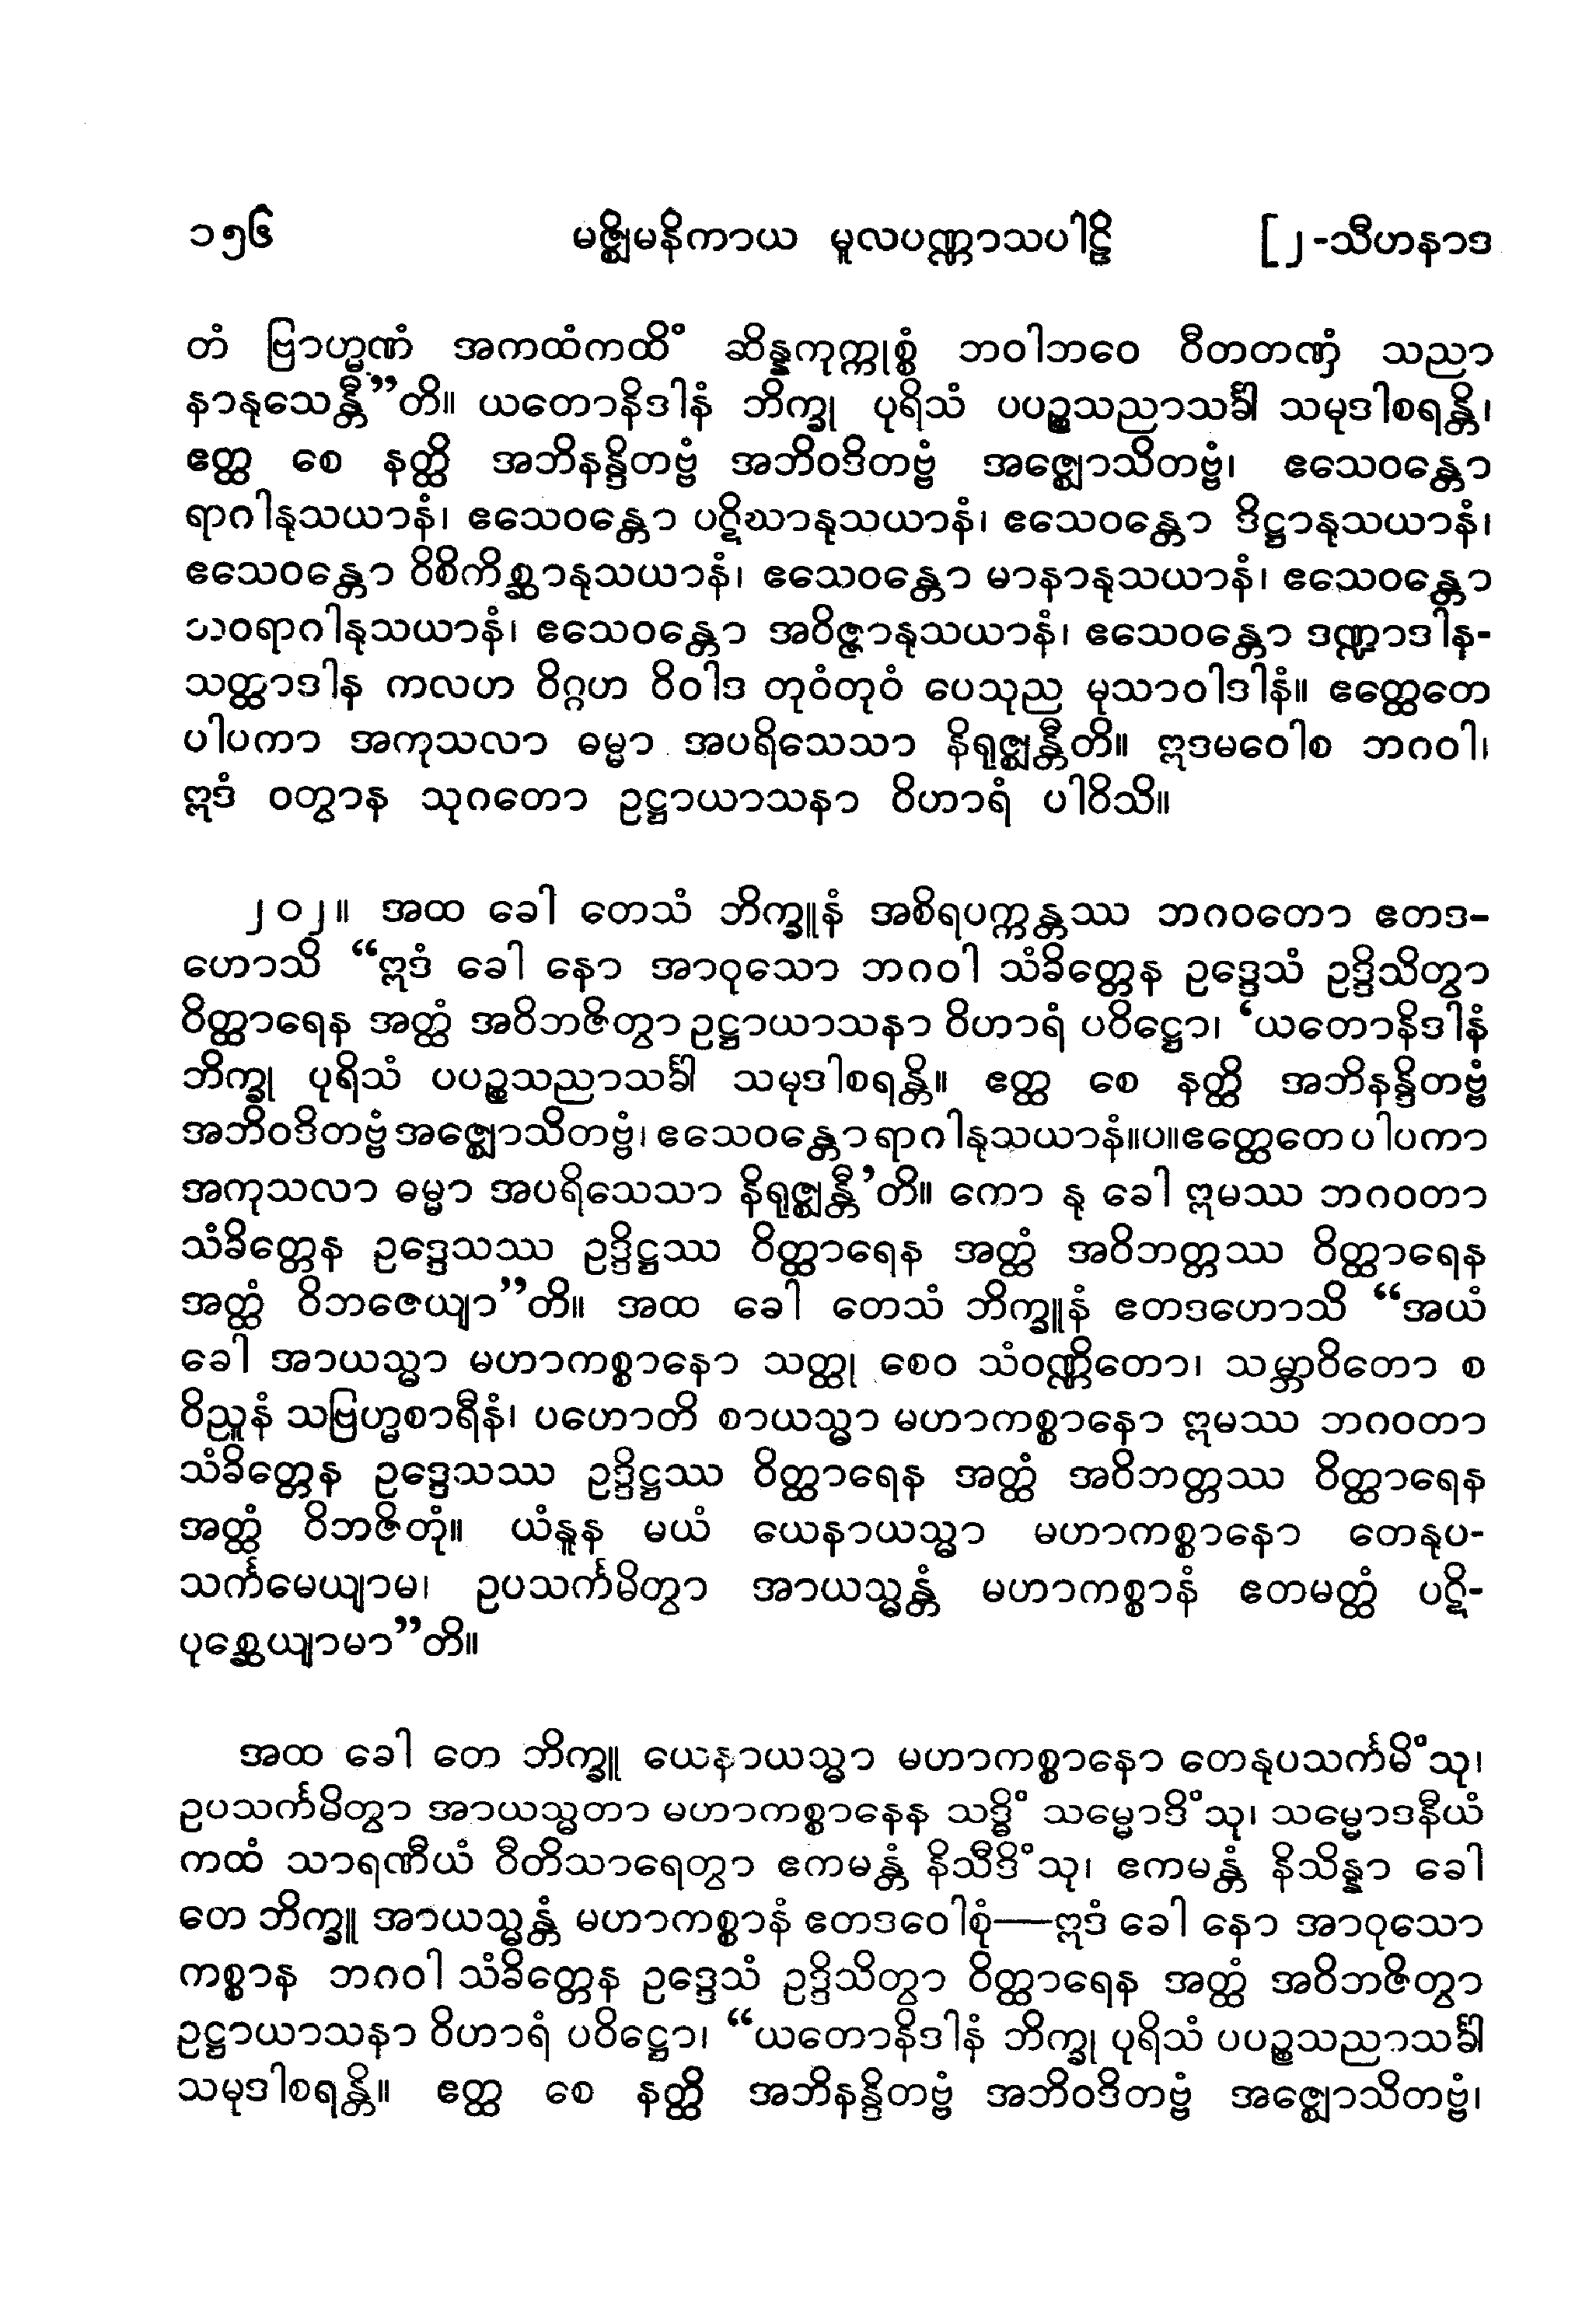 ၁၅၆ မဇ္ဈိမနိကာယ မူလပဏ္ဏာသပါဠိ [၂-သီဟနာဒ
တံ ဗြာဟ္မဏံ အကထံကထိံ ဆိန္နကုက္ကုစ္စံ ဘဝါဘဝေ ဝီတတဏှံ သညာ
နာနုသေန္တီ”တိ။ ယတောနိဒါနံ ဘိက္ခု ပုရိသံ ပပဉ္စသညာသင်္ခါ သမုဒါစရန္တိ၊
ဧတ္ထ စေ နတ္ထိ အဘိနန္ဒိတဗ္ဗံ အဘိဝဒိတဗ္ဗံ အဇ္ဈောသိတဗ္ဗံ၊ ဧသေဝန္တော
ရာဂါနုသယာနံ၊ ဧသေဝန္တော ပဋိဃာနုသယာနံ၊ ဧသေဝန္တော ဒိဋ္ဌာနုသယာနံ၊
ဧသေဝန္တော ဝိစိကိစ္ဆာနုသယာနံ၊ ဧသေဝန္တော မာနာနုသယာနံ၊ ဧသေဝန္တော
ဘဝရာဂါနုသယာနံ၊ ဧသေဝန္တော အဝိဇ္ဇာနုသယာနံ၊ ဧသေဝန္တော ဒဏ္ဍာဒါန-
သတ္ထာဒါန ကလဟ ဝိဂ္ဂဟ ဝိဝါဒ တုဝံတုဝံ ပေသုည မုသာဝါဒါနံ။ ဧတ္ထေတေ
ပါပကာ အကုသလာ ဓမ္မာ အပရိသေသာ နိရုဇ္ဈန္တီတိ။ ဣဒမဝေါစ ဘဂဝါ၊
ဣဒံ ဝတွာန သုဂတော ဥဋ္ဌာယာသနာ ဝိဟာရံ ပါဝိသိ။
၂၀၂။ အထ ခေါ တေသံ ဘိက္ခူနံ အစိရပက္ကန္တဿ ဘဂဝတော ဧတဒ-
ဟောသိ “ဣဒံ ခေါ နော အာဝုသော ဘဂဝါ သံခိတ္တေန ဥဒ္ဒေသံ ဥဒ္ဒိသိတွာ
ဝိတ္ထာရေန အတ္ထံ အဝိဘဇိတွာ ဥဋ္ဌာယာသနာ ဝိဟာရံ ပဝိဋ္ဌော၊ ‘ယတောနိဒါနံ
ဘိက္ခု ပုရိသံ ပပဉ္စသညာသင်္ခါ သမုဒါစရန္တိ။ ဧတ္ထ စေ နတ္ထိ အဘိနန္ဒိတဗ္ဗံ
အဘိဝဒိတဗ္ဗံ အဇ္ဈောသိတဗ္ဗံ၊ ဧသေဝန္တော ရာဂါနုသယာနံ။ပ။ဧတ္ထေတေ ပါပကာ
အကုသလာ ဓမ္မာ အပရိသေသာ နိရုဇ္ဈန္တီ’တိ။ ကော နု ခေါ ဣမဿ ဘဂဝတာ
သံခိတ္တေန ဥဒ္ဒေသဿ ဥဒ္ဒိဋ္ဌဿ ဝိတ္ထာရေန အတ္ထံ အဝိဘတ္တဿ ဝိတ္ထာရေန
အတ္ထံ ဝိဘဇေယျာ”တိ။ အထ ခေါ တေသံ ဘိက္ခူနံ ဧတဒဟောသိ “အယံ
ခေါ အာယသ္မာ မဟာကစ္စာနော သတ္ထု စေဝ သံဝဏ္ဏိတော၊ သမ္ဘာဝိတော စ
ဝိညူနံ သဗြဟ္မစာရီနံ၊ ပဟောတိ စာယသ္မာ မဟာကစ္စာနော ဣမဿ ဘဂဝတာ
သံခိတ္တေန ဥဒ္ဒေသဿ ဥဒ္ဒိဋ္ဌဿ ဝိတ္ထာရေန အတ္ထံ အဝိဘတ္တဿ ဝိတ္ထာရေန
အတ္ထံ ဝိဘဇိတုံ။ ယံနူန မယံ ယေနာယသ္မာ မဟာကစ္စာနော တေနုပ-
သင်္ကမေယျာမ၊ ဥပသင်္ကမိတွာ အာယသ္မန္တံ မဟာကစ္စာနံ ဧတမတ္ထံ ပဋိ-
ပုစ္ဆေယျာမာ”တိ။
အထ ခေါ တေ ဘိက္ခူ ယေနာယသ္မာ မဟာကစ္စာနော တေနုပသင်္ကမိံသု၊
ဥပသင်္ကမိတွာ အာယသ္မတာ မဟာကစ္စာနေန သဒ္ဓိံ သမ္မောဒိံသု၊ သမ္မောဒနီယံ
ကထံ သာရဏီယံ ဝီတိသာရေတွာ ဧကမန္တံ နိသီဒိံသု၊ ဧကမန္တံ နိသိန္နာ ခေါ
တေ ဘိက္ခူ အာယသ္မန္တံ မဟာကစ္စာနံ ဧတဒဝေါစုံ—ဣဒံ ခေါ နော အာဝုသော
ကစ္စာန ဘဂဝါ သံခိတ္တေန ဥဒ္ဒေသံ ဥဒ္ဒိသိတွာ ဝိတ္ထာရေန အတ္ထံ အဝိဘဇိတွာ
ဥဋ္ဌာယာသနာ ဝိဟာရံ ပဝိဋ္ဌော၊ “ယတောနိဒါနံ ဘိက္ခု ပုရိသံ ပပဉ္စသညာသင်္ခါ
သမုဒါစရန္တိ။ ဧတ္ထ စေ နတ္ထိ အဘိနန္ဒိတဗ္ဗံ အဘိဝဒိတဗ္ဗံ အဇ္ဈောသိတဗ္ဗံ၊